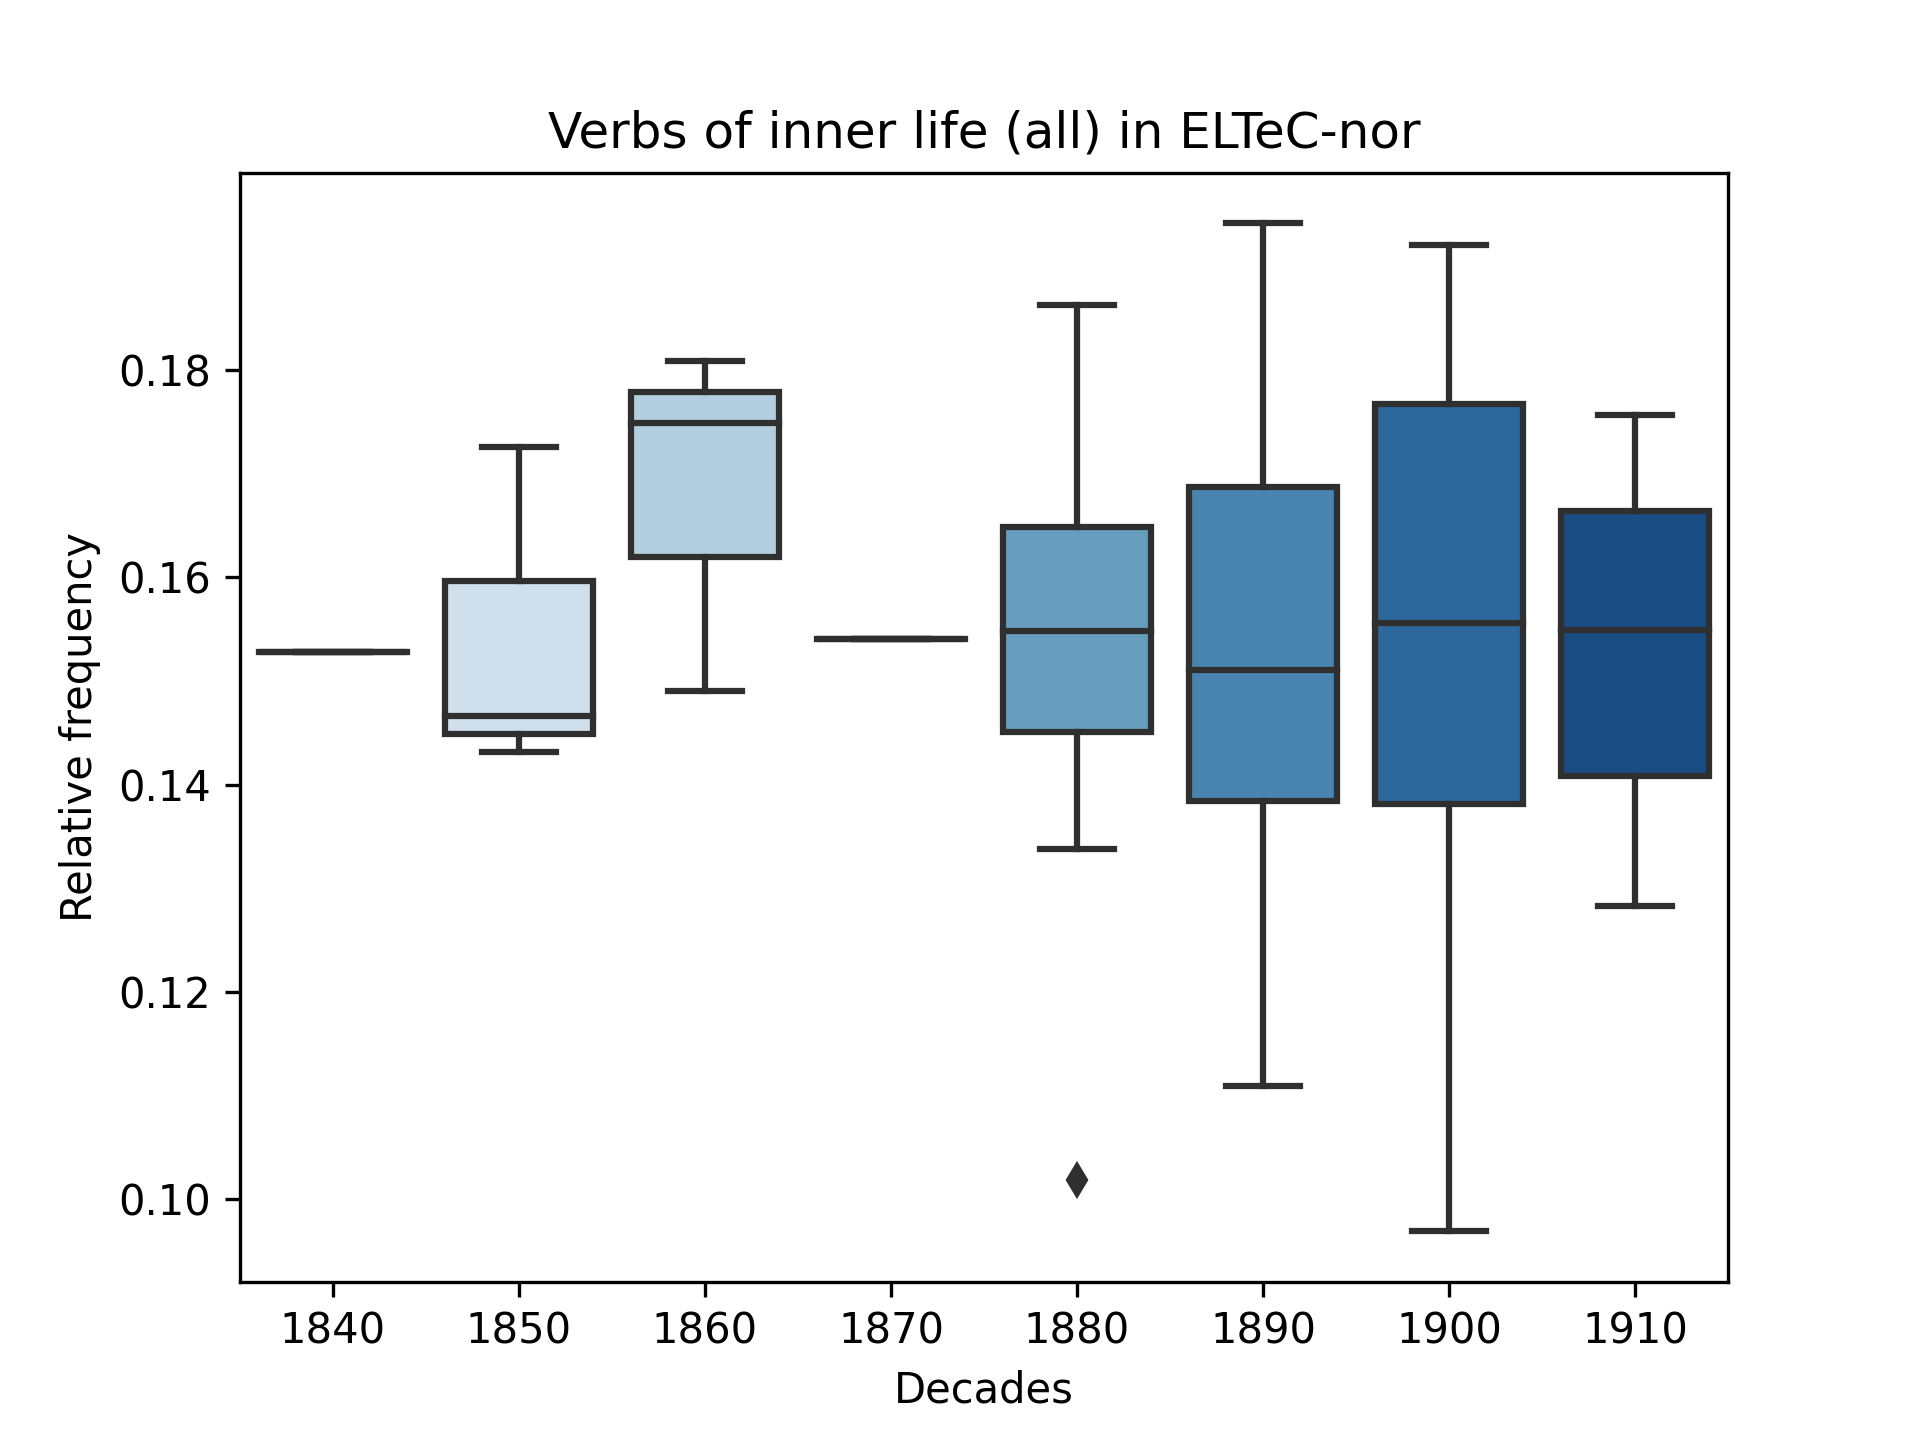 Verbs of inner life (all) in ELTeC-nor
Relative frequency
0.18
0.16
0.14
0.12
0.10
1840 1850 1860 1870 1880 1890 1900 1910
Decades